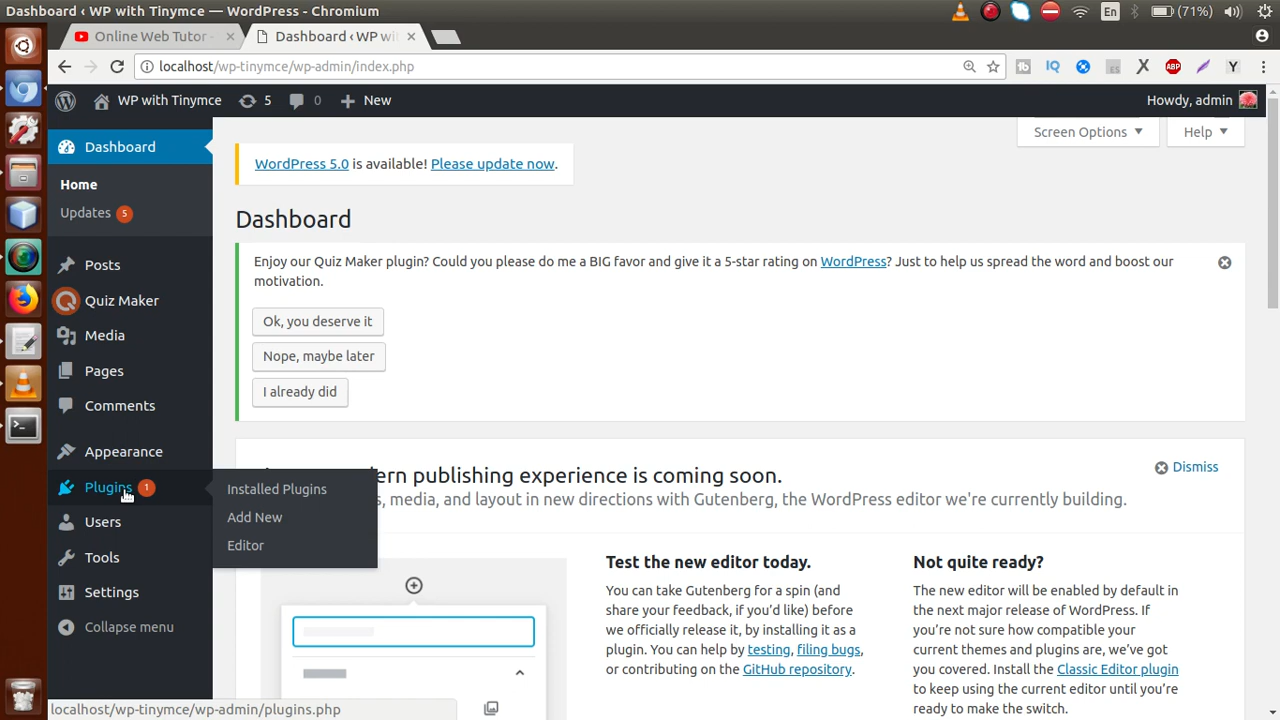 Dashboard ‹ WP with Tinymce — WordPress - Chromium
En
(71%)
Online Web Tutor -
Dashboard ‹ WP wit
localhost/wp-tinymce/wp-admin/index.php
IQ
ES
X
ABP
Y
WP with Tinymce
5
0
New
Howdy, admin
Dashboard
Screen Options
Help
WordPress 5.0 is available! Please update now.
Home
Updates 5
Dashboard
Posts
Quiz Maker
Media
Pages
Comments
Appearance
Plugins 1
Users
Tools
Settings
Collapse menu
Installed Plugins
Add New
Editor
Enjoy our Quiz Maker plugin? Could you please do me a BIG favor and give it a 5-star rating on WordPress? Just to help us spread the word and boost our
motivation.
Ok, you deserve it
Nope, maybe later
I already did
ern publishing experience is coming soon.
Dismiss
s, media, and layout in new directions with Gutenberg, the WordPress editor we're currently building.
Test the new editor today.
You can take Gutenberg for a spin (and
share your feedback, if you'd like) before
we officially release it, by installing it as a
plugin. You can help by testing, filing bugs,
or contributing on the GitHub repository.
Not quite ready?
The new editor will be enabled by default in
the next major release of WordPress. If
you're not sure how compatible your
current themes and plugins are, we've got
you covered. Install the Classic Editor plugin
to keep using the current editor until you're
ready to make the switch.
localhost/wp-tinymce/wp-admin/plugins.php